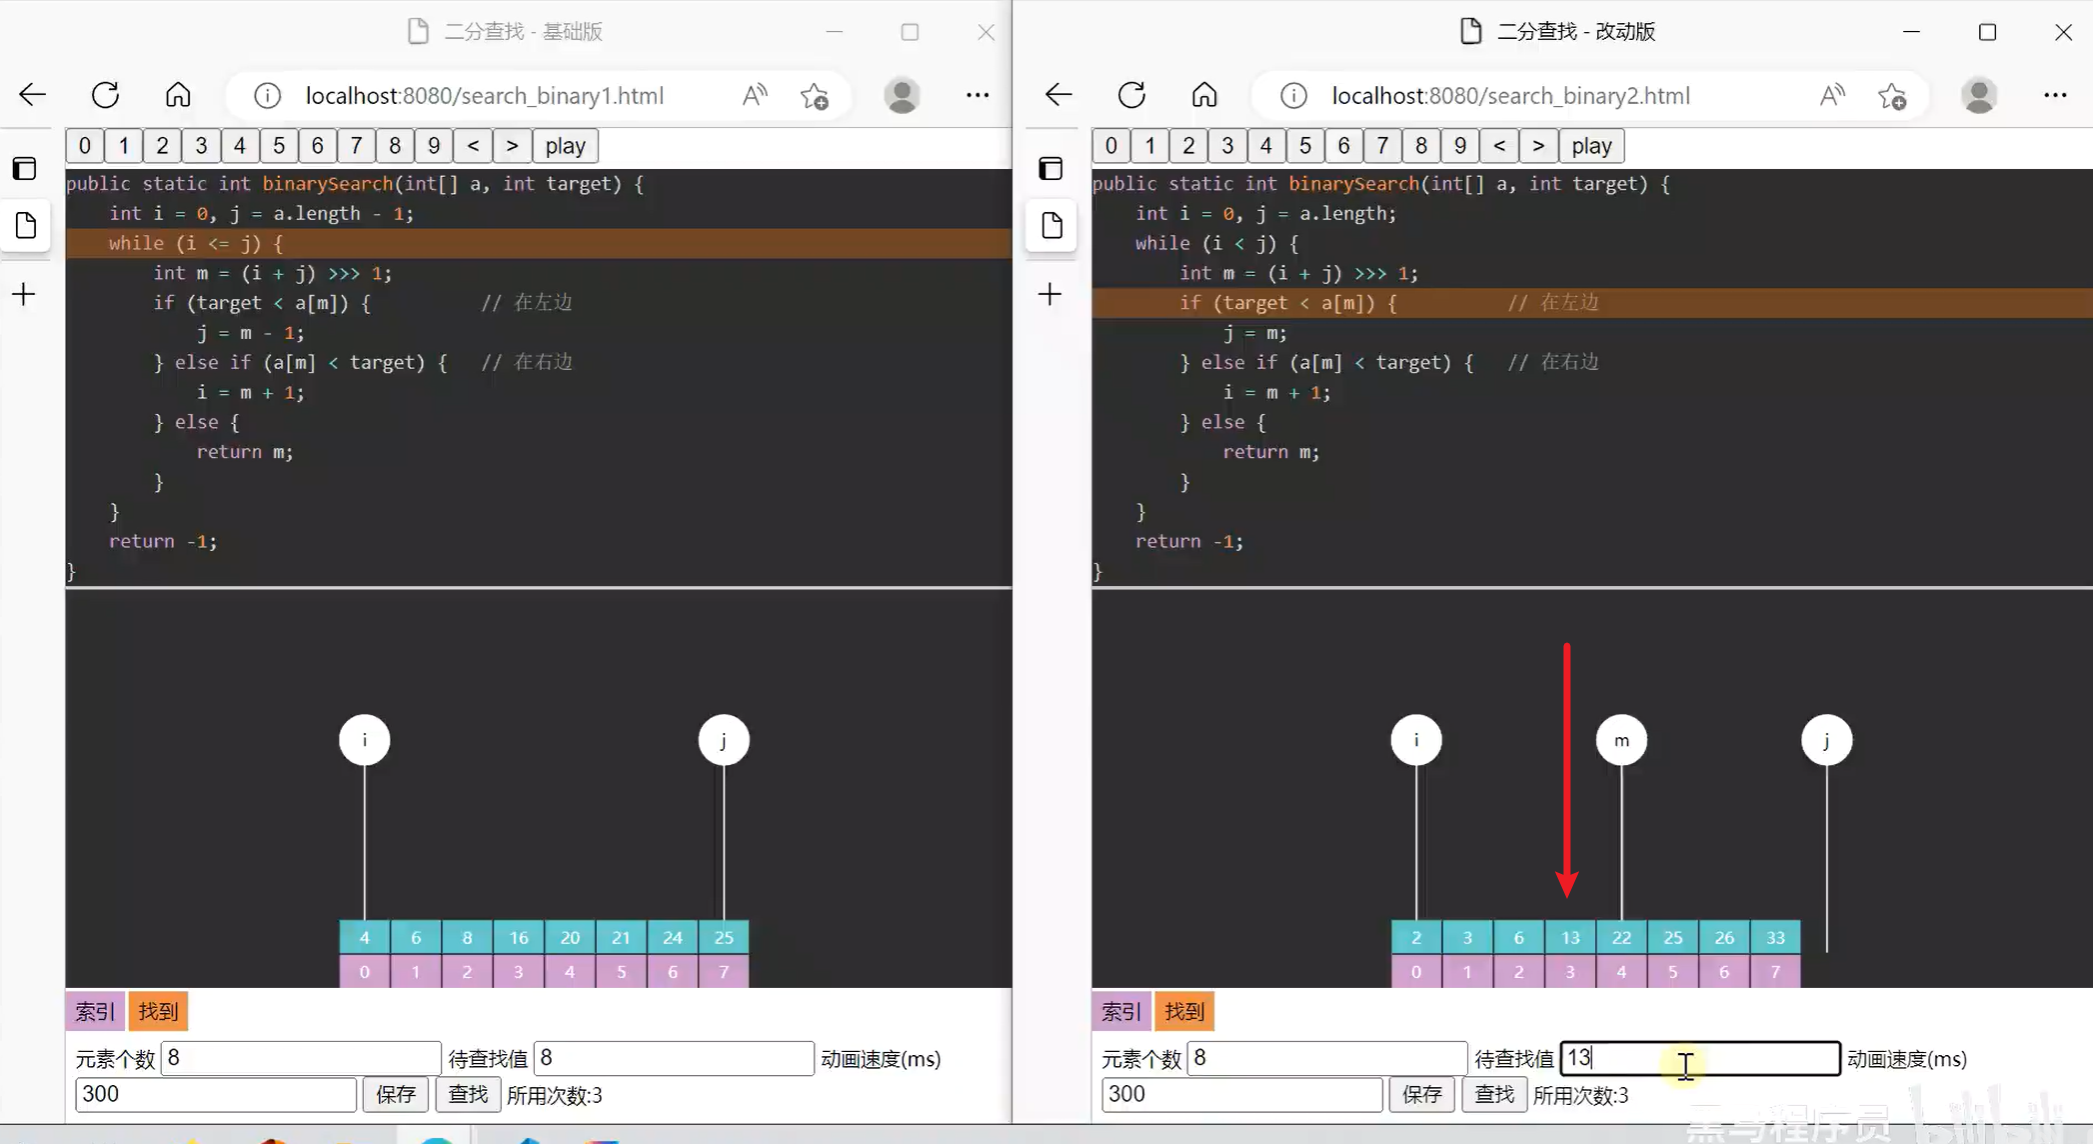 二分查找 - 基础版
localhost:8080/search_binary1.html
0 1 2 3 4 5 6 7 8 9 < > play
public static int binarySearch(int[] a, int target) {
    int i = 0, j = a.length - 1;
    while (i <= j) {
        int m = (i + j) >>> 1;
        if (target < a[m]) {          // 在左边
            j = m - 1;
        } else if (a[m] < target) {   // 在右边
            i = m + 1;
        } else {
            return m;
        }
    }
    return -1;
}
i j
4 6 8 16 20 21 24 25
0 1 2 3 4 5 6 7
索引 找到
元素个数 8 待查找值 8 动画速度(ms)
300 保存 查找 所用次数:3
二分查找 - 改动版
localhost:8080/search_binary2.html
0 1 2 3 4 5 6 7 8 9 < > play
public static int binarySearch(int[] a, int target) {
    int i = 0, j = a.length;
    while (i < j) {
        int m = (i + j) >>> 1;
        if (target < a[m]) {          // 在左边
            j = m;
        } else if (a[m] < target) {   // 在右边
            i = m + 1;
        } else {
            return m;
        }
    }
    return -1;
}
i m j
2 3 6 13 22 25 26 33
0 1 2 3 4 5 6 7
索引 找到
元素个数 8 待查找值 13 动画速度(ms)
300 保存 查找 所用次数:3
黑马程序员